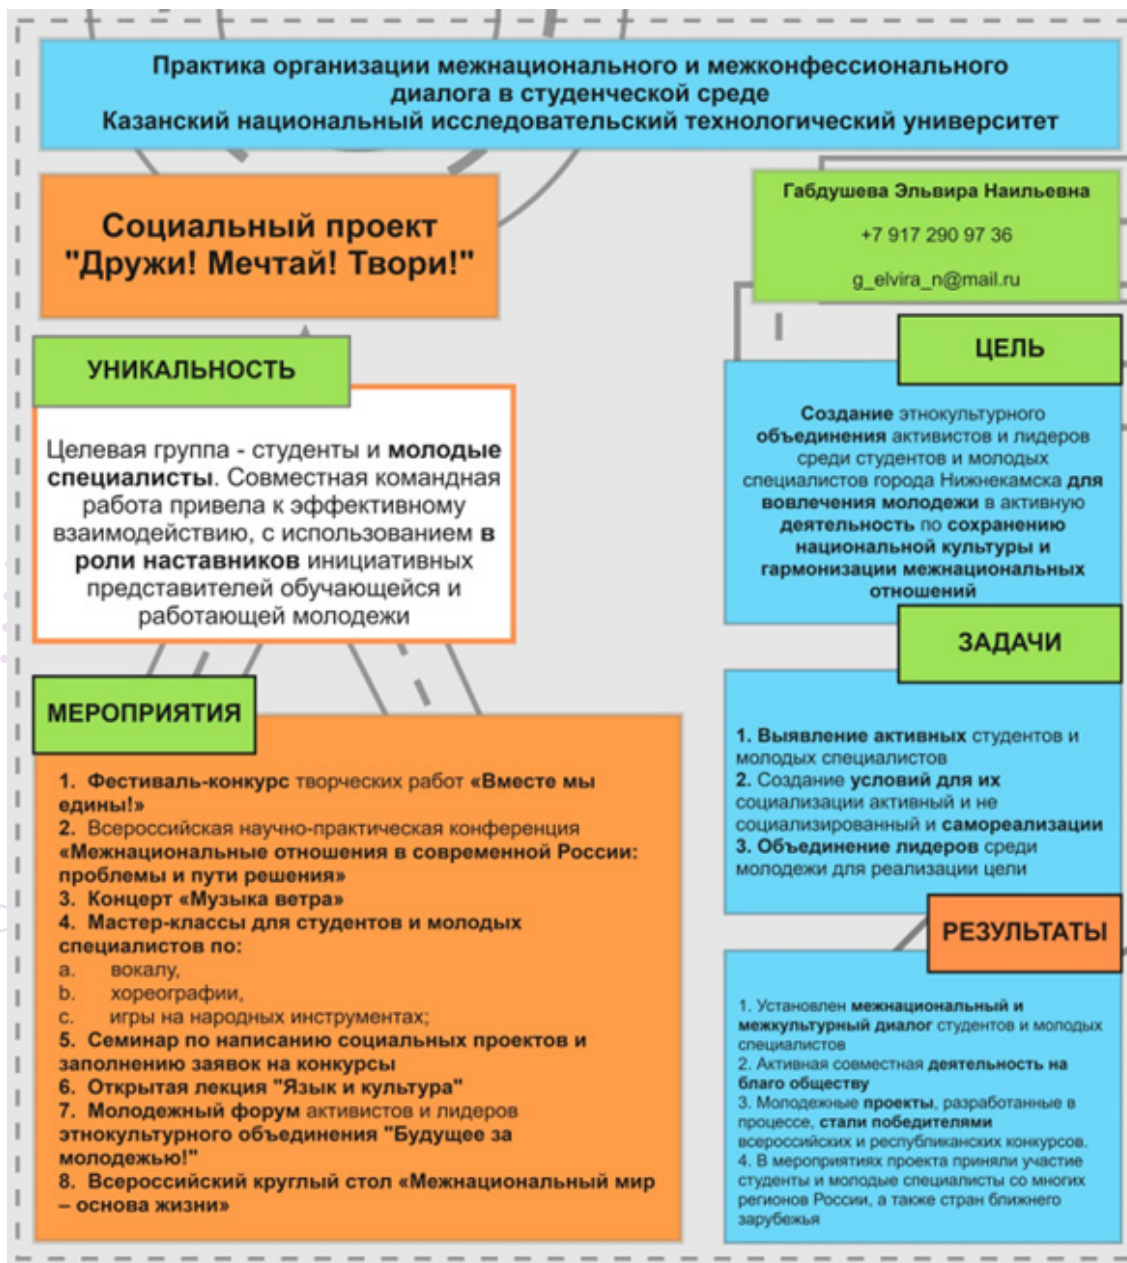 Практика организации межнационального и межконфессионального
диалога в студенческой среде
Казанский национальный исследовательский технологический университет
Социальный проект
"Дружи! Мечтай! Твори!"
Габдушева Эльвира Наильевна
+7 917 290 97 36
g_elvira_n@mail.ru
УНИКАЛЬНОСТЬ
Целевая группа - студенты и молодые
специалисты. Совместная командная
работа привела к эффективному
взаимодействию, с использованием в
роли наставников инициативных
представителей обучающейся и
работающей молодежи
МЕРОПРИЯТИЯ
1. Фестиваль-конкурс творческих работ «Вместе мы
едины!»
2. Всероссийская научно-практическая конференция
«Межнациональные отношения в современной России:
проблемы и пути решения»
3. Концерт «Музыка ветра»
4. Мастер-классы для студентов и молодых
специалистов по:
a. вокалу,
b. хореографии,
c. игры на народных инструментах;
5. Семинар по написанию социальных проектов и
заполнению заявок на конкурсы
6. Открытая лекция "Язык и культура"
7. Молодежный форум активистов и лидеров
этнокультурного объединения "Будущее за
молодежью!"
8. Всероссийский круглый стол «Межнациональный мир
– основа жизни»
ЦЕЛЬ
Создание этнокультурного
объединения активистов и лидеров
среди студентов и молодых
специалистов города Нижнекамска для
вовлечения молодежи в активную
деятельность по сохранению
национальной культуры и
гармонизации межнациональных
отношений
ЗАДАЧИ
1. Выявление активных студентов и
молодых специалистов
2. Создание условий для их
социализации активный и не
социализированный и самореализации
3. Объединение лидеров среди
молодежи для реализации цели
РЕЗУЛЬТАТЫ
1. Установлен межнациональный и
межкультурный диалог студентов и молодых
специалистов
2. Активная совместная деятельность на
благо обществу
3. Молодежные проекты, разработанные в
процессе, стали победителями
всероссийских и республиканских конкурсов.
4. В мероприятиях проекта приняли участие
студенты и молодые специалисты со многих
регионов России, а также стран ближнего
зарубежья